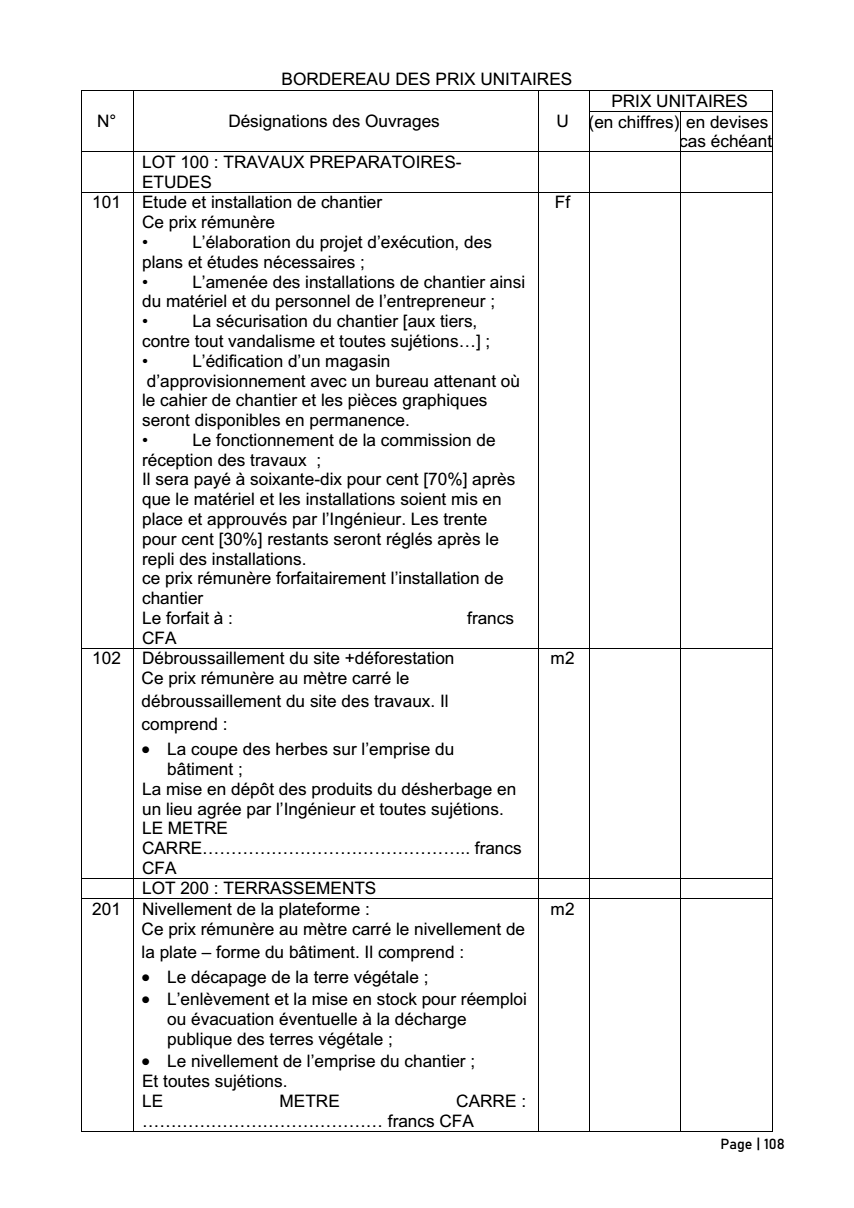 BORDEREAU DES PRIX UNITAIRES
N° Désignations des Ouvrages U PRIX UNITAIRES
(en chiffres) en devises
cas échéant
LOT 100 : TRAVAUX PREPARATOIRES-
ETUDES
101 Etude et installation de chantier Ff
Ce prix rémunère
• L’élaboration du projet d’exécution, des
plans et études nécessaires ;
• L’amenée des installations de chantier ainsi
du matériel et du personnel de l’entrepreneur ;
• La sécurisation du chantier [aux tiers,
contre tout vandalisme et toutes sujétions…] ;
• L’édification d’un magasin
d’approvisionnement avec un bureau attenant où
le cahier de chantier et les pièces graphiques
seront disponibles en permanence.
• Le fonctionnement de la commission de
réception des travaux ;
Il sera payé à soixante-dix pour cent [70%] après
que le matériel et les installations soient mis en
place et approuvés par l’Ingénieur. Les trente
pour cent [30%] restants seront réglés après le
repli des installations.
ce prix rémunère forfaitairement l’installation de
chantier
Le forfait à : francs
CFA
102 Débroussaillement du site +déforestation m2
Ce prix rémunère au mètre carré le
débroussaillement du site des travaux. Il
comprend :
• La coupe des herbes sur l’emprise du
bâtiment ;
La mise en dépôt des produits du désherbage en
un lieu agrée par l’Ingénieur et toutes sujétions.
LE METRE
CARRE……………………………………….. francs
CFA
LOT 200 : TERRASSEMENTS
201 Nivellement de la plateforme : m2
Ce prix rémunère au mètre carré le nivellement de
la plate – forme du bâtiment. Il comprend :
• Le décapage de la terre végétale ;
• L’enlèvement et la mise en stock pour réemploi
ou évacuation éventuelle à la décharge
publique des terres végétale ;
• Le nivellement de l’emprise du chantier ;
Et toutes sujétions.
LE METRE CARRE :
…………………………………… francs CFA
Page | 108